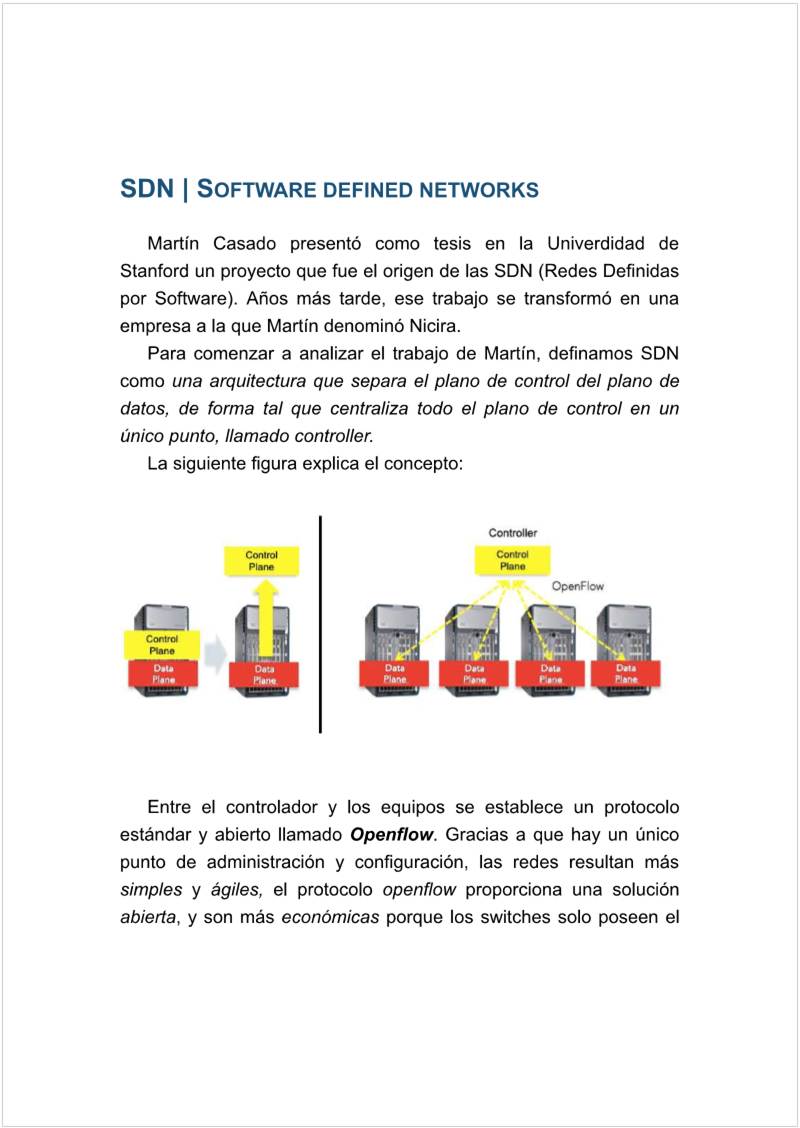 SDN | SOFTWARE DEFINED NETWORKS
Martín Casado presentó como tesis en la Univerdidad de
Stanford un proyecto que fue el origen de las SDN (Redes Definidas
por Software). Años más tarde, ese trabajo se transformó en una
empresa a la que Martín denominó Nicira.
Para comenzar a analizar el trabajo de Martín, definamos SDN
como una arquitectura que separa el plano de control del plano de
datos, de forma tal que centraliza todo el plano de control en un
único punto, llamado controller.
La siguiente figura explica el concepto:
Control
Plane
Control
Plane
Data
Plane
Data
Plane
Controller
Control
Plane
OpenFlow
Data
Plane
Data
Plane
Data
Plane
Data
Plane
Entre el controlador y los equipos se establece un protocolo
estándar y abierto llamado Openflow. Gracias a que hay un único
punto de administración y configuración, las redes resultan más
simples y ágiles, el protocolo openflow proporciona una solución
abierta, y son más económicas porque los switches solo poseen el